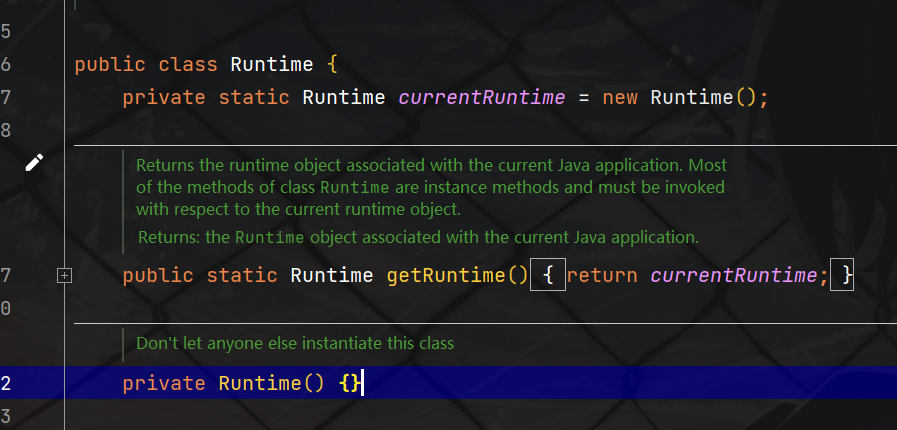 5
6 public class Runtime {
7 private static Runtime currentRuntime = new Runtime();
8
Returns the runtime object associated with the current Java application. Most
of the methods of class Runtime are instance methods and must be invoked
with respect to the current runtime object.
Returns: the Runtime object associated with the current Java application.
7 public static Runtime getRuntime() { return currentRuntime; }
0
Don't let anyone else instantiate this class
2 private Runtime() {}
3